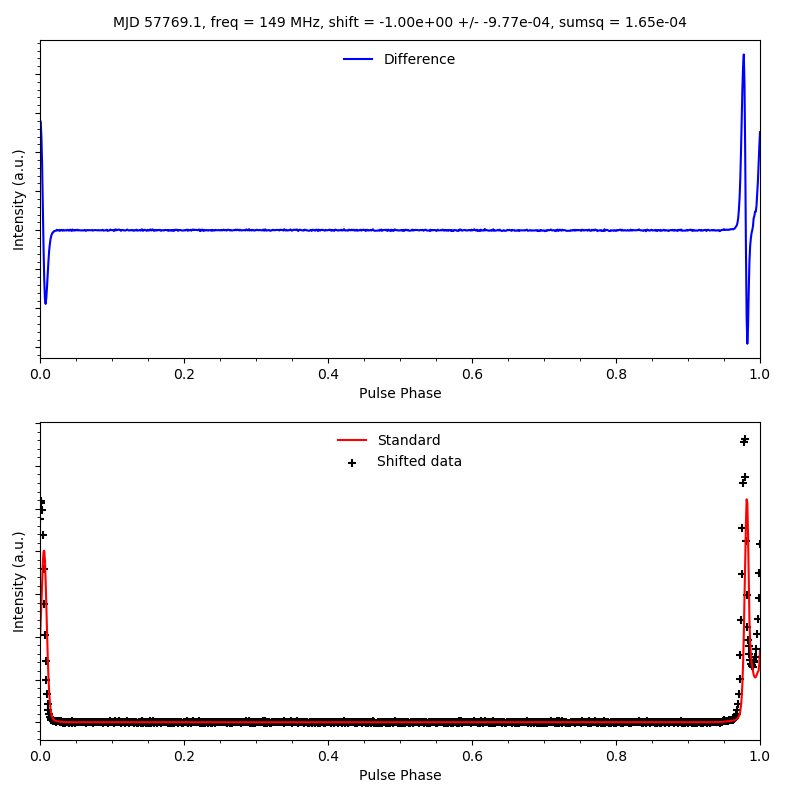 MJD 57769.1, freq = 149 MHz, shift = -1.00e+00 +/- -9.77e-04, sumsq = 1.65e-04
Difference
Intensity (a.u.)
0.0 0.2 0.4 0.6 0.8 1.0
Pulse Phase
Standard
Shifted data
Intensity (a.u.)
0.0 0.2 0.4 0.6 0.8 1.0
Pulse Phase